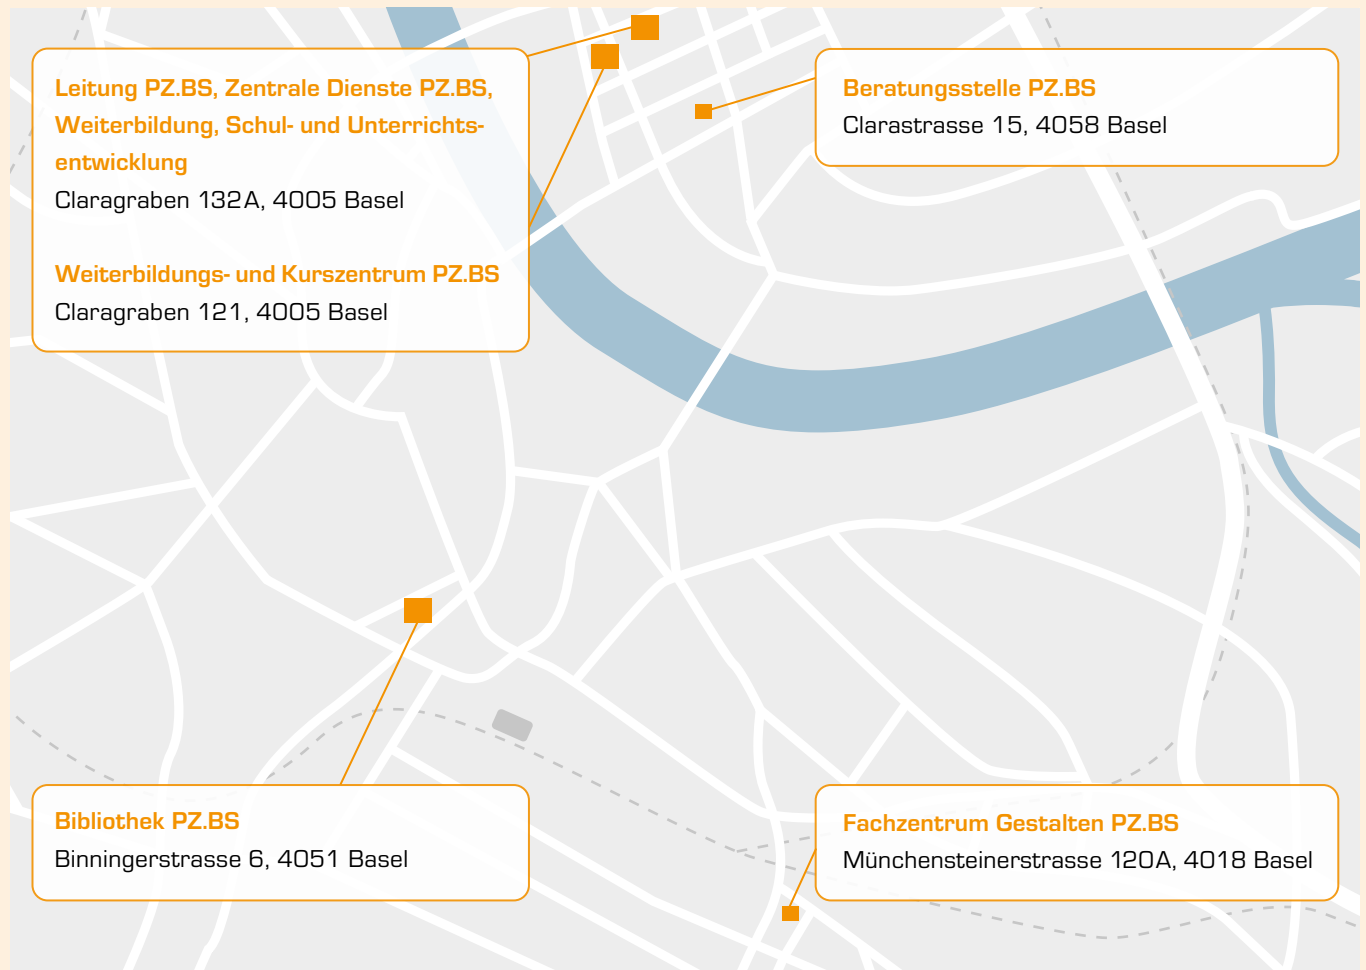 Leitung PZ.BS, Zentrale Dienste PZ.BS,
Weiterbildung, Schul- und Unterrichts-
entwicklung
Claragraben 132A, 4005 Basel
Weiterbildungs- und Kurszentrum PZ.BS
Claragraben 121, 4005 Basel
Beratungsstelle PZ.BS
Clarastrasse 15, 4058 Basel
Bibliothek PZ.BS
Binningerstrasse 6, 4051 Basel
Fachzentrum Gestalten PZ.BS
Münchensteinerstrasse 120A, 4018 Basel